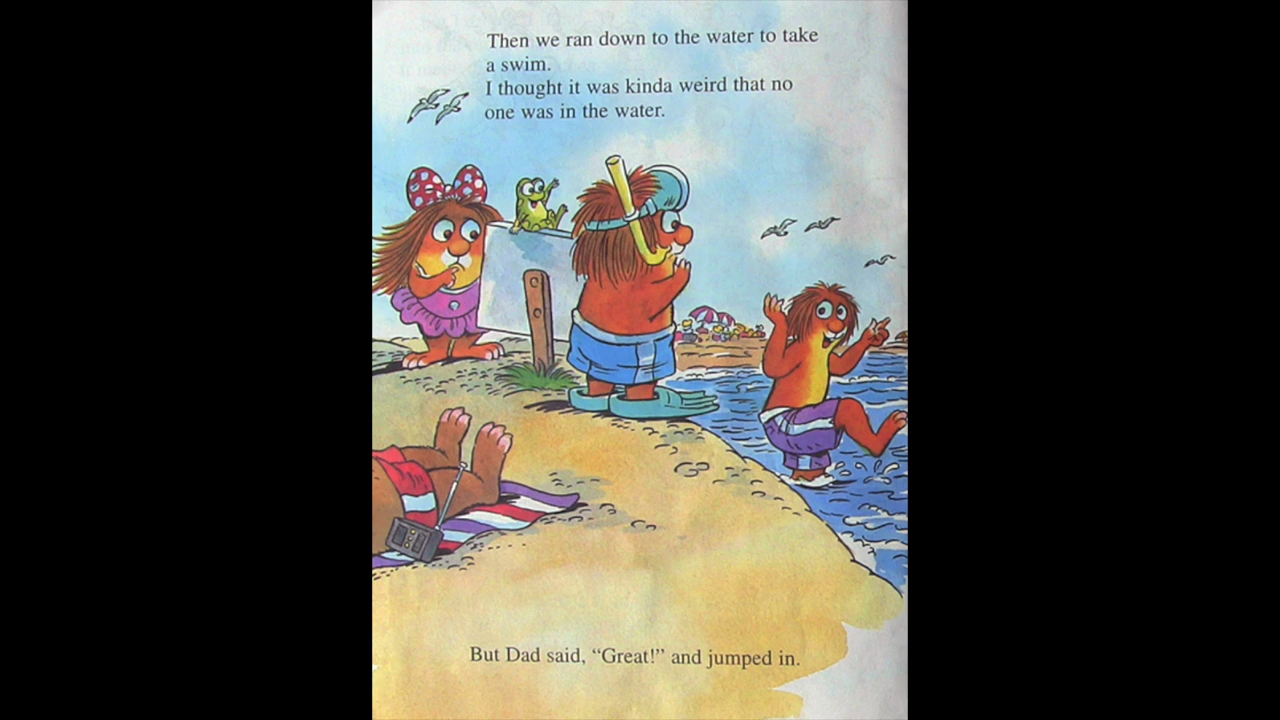 Then we ran down to the water to take
a swim.
I thought it was kinda weird that no
one was in the water.
But Dad said, “Great!” and jumped in.